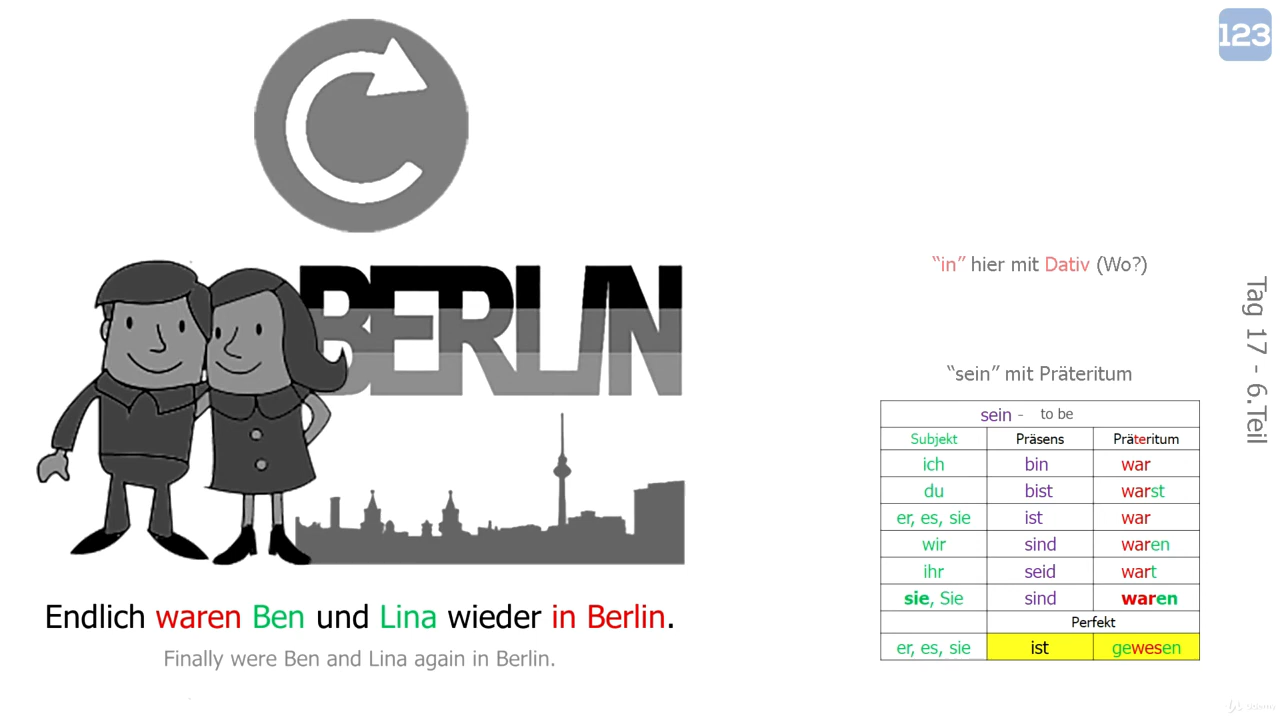 123
BERLIN
Endlich waren Ben und Lina wieder in Berlin.
Finally were Ben and Lina again in Berlin.
“in” hier mit Dativ (Wo?)
“sein” mit Präteritum
sein - to be
Subjekt Präsens Präteritum
ich bin war
du bist warst
er, es, sie ist war
wir sind waren
ihr seid wart
sie, Sie sind waren
Perfekt
er, es, sie ist gewesen
Tag 17 - 6.Teil